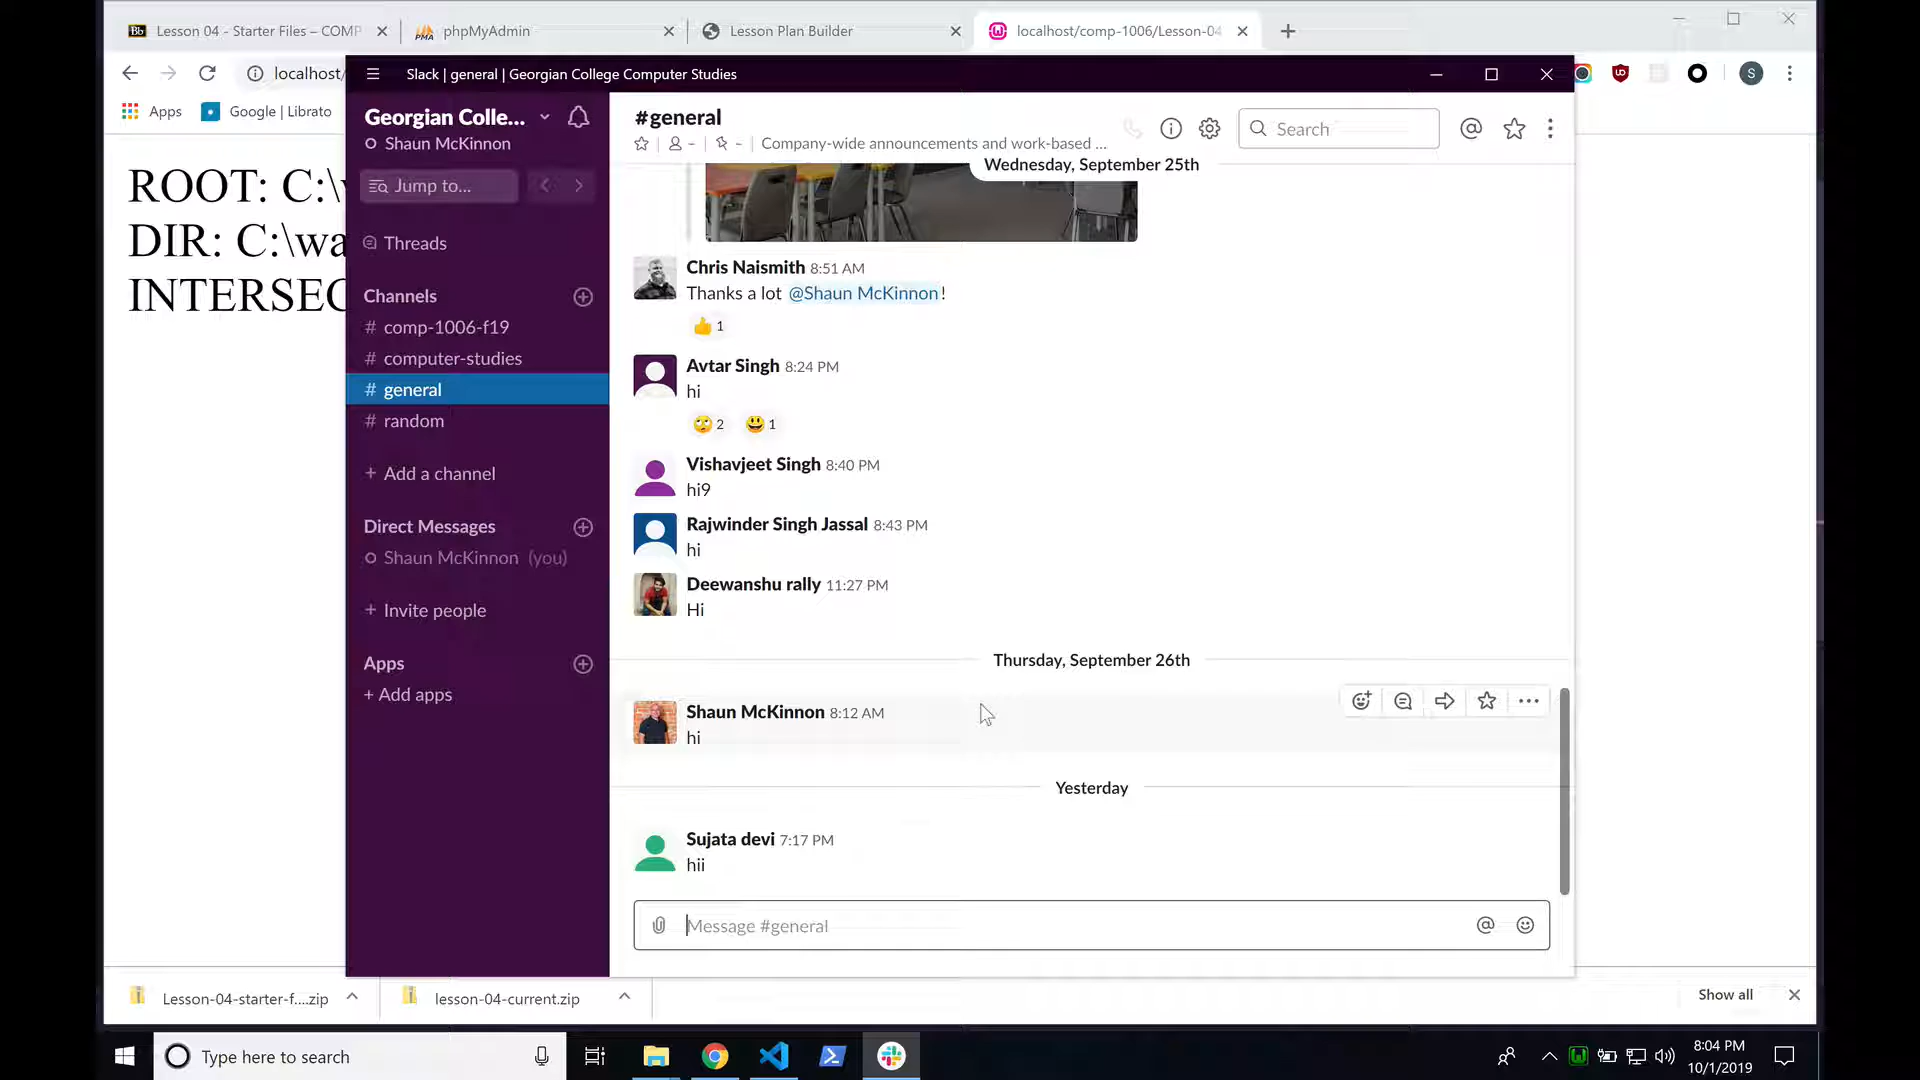 Lesson 04 - Starter Files – COMP
phpMyAdmin
Lesson Plan Builder
localhost/comp-1006/Lesson-04
localhost/
Slack | general | Georgian College Computer Studies
S
Apps
Google | Librato
Georgian Colle...
Shaun McKinnon
Jump to...
Threads
Channels
# comp-1006-f19
# computer-studies
# general
# random
+ Add a channel
Direct Messages
Shaun McKinnon (you)
+ Invite people
Apps
+ Add apps
#general
Company-wide announcements and work-based ...
Search
Wednesday, September 25th
Chris Naismith 8:51 AM
Thanks a lot @Shaun McKinnon!
1
Avtar Singh 8:24 PM
hi
2 1
Vishavjeet Singh 8:40 PM
hi9
Rajwinder Singh Jassal 8:43 PM
hi
Deewanshu rally 11:27 PM
Hi
Thursday, September 26th
Shaun McKinnon 8:12 AM
hi
Yesterday
Sujata devi 7:17 PM
hii
Message #general
ROOT: C:\
DIR: C:\wa
INTERSEC
Lesson-04-starter-f....zip
lesson-04-current.zip
Show all
Type here to search
8:04 PM
10/1/2019